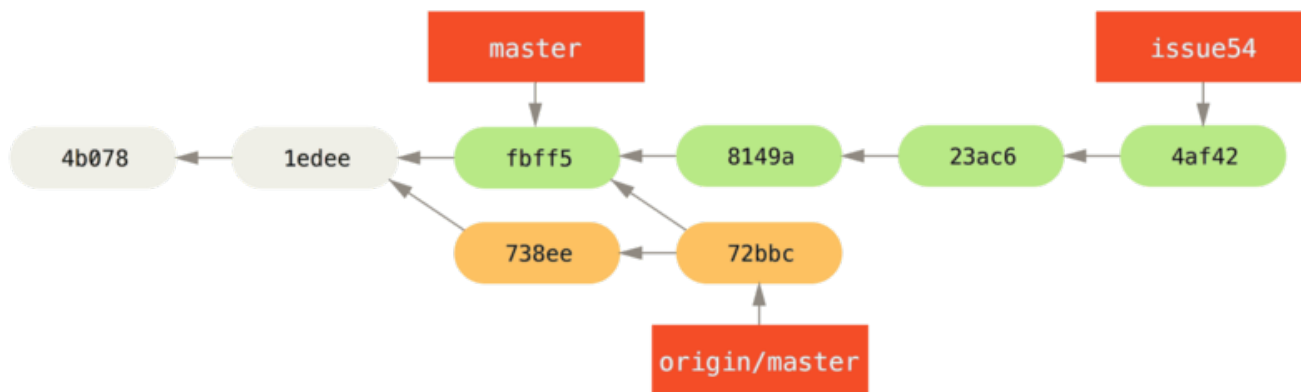 master
issue54
4b078
1edee
fbff5
8149a
23ac6
4af42
738ee
72bbc
origin/master